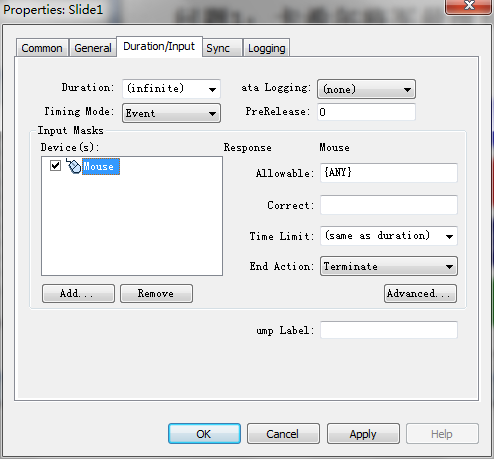 Properties: Slide1
Common General Duration/Input Sync Logging
Duration: (infinite) ata Logging: (none)
Timing Mode: Event PreRelease: 0
Input Masks
Device(s): Response Mouse
Mouse
Allowable: {ANY}
Correct:
Time Limit: (same as duration)
End Action: Terminate
Add... Remove Advanced...
ump Label:
OK Cancel Apply Help